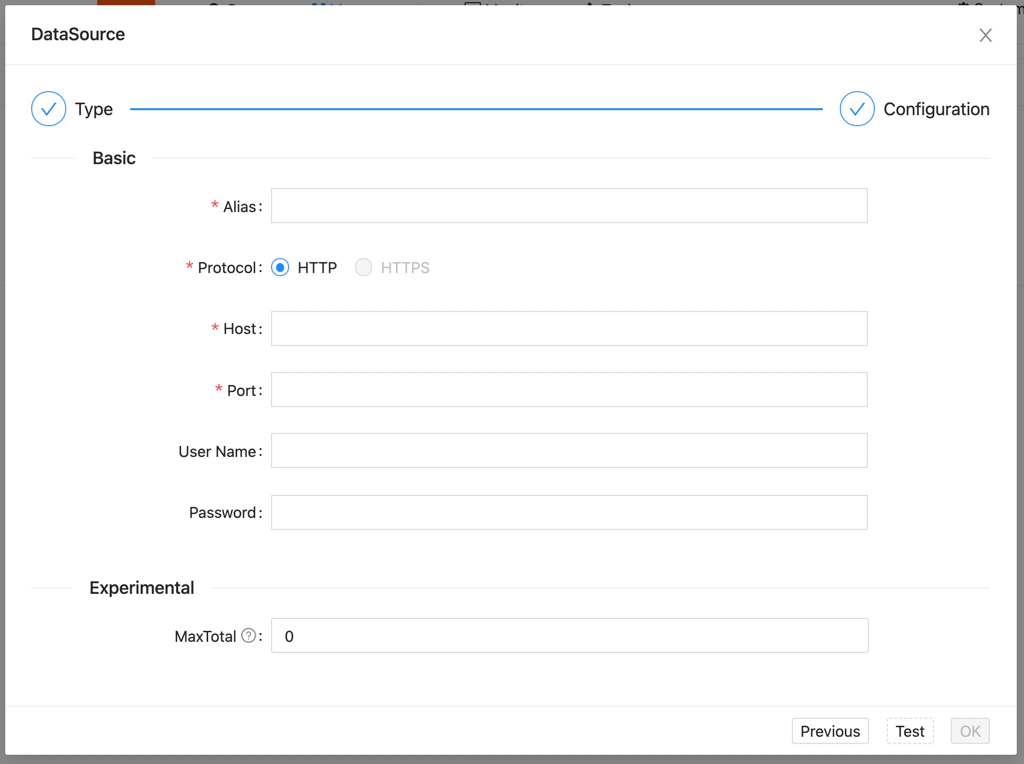 DataSource
Type
Configuration
Basic
* Alias:
* Protocol: HTTP HTTPS
* Host:
* Port:
User Name:
Password:
Experimental
MaxTotal ?: 0
Previous Test OK